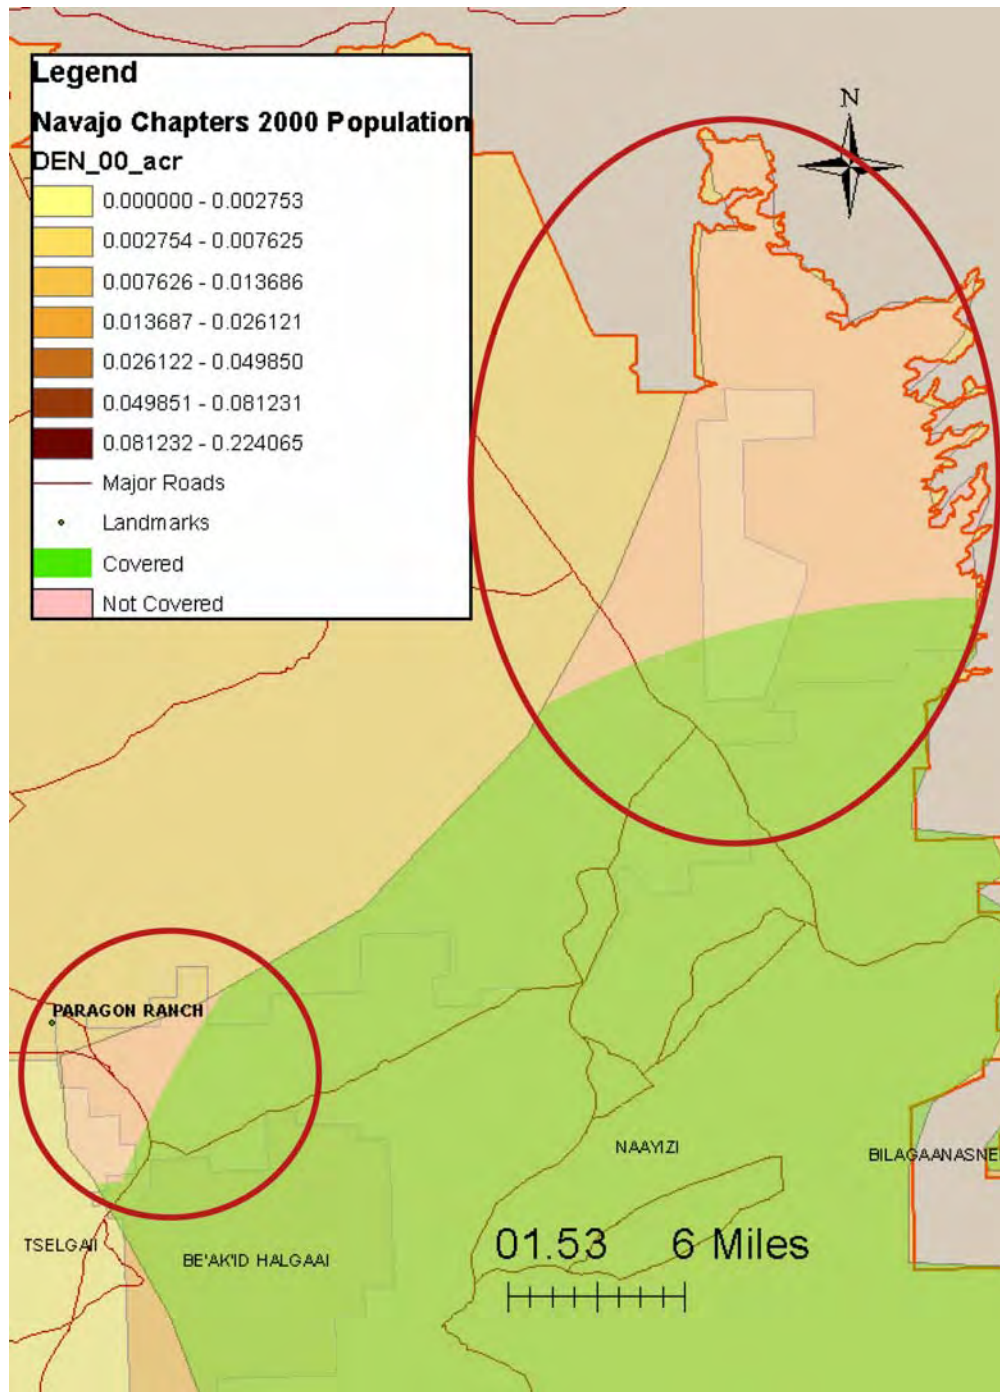 Legend
N
Navajo Chapters 2000 Population
DEN_00_acr
0.000000 - 0.002753
0.002754 - 0.007625
0.007626 - 0.013686
0.013687 - 0.026121
0.026122 - 0.049850
0.049851 - 0.081231
0.081232 - 0.224065
Major Roads
Landmarks
Covered
Not Covered
PARAGON RANCH
NAAYIZI
BILAGAANASNE
TSELGAII
BE'AK'ID HALGAAI
01.53 6 Miles